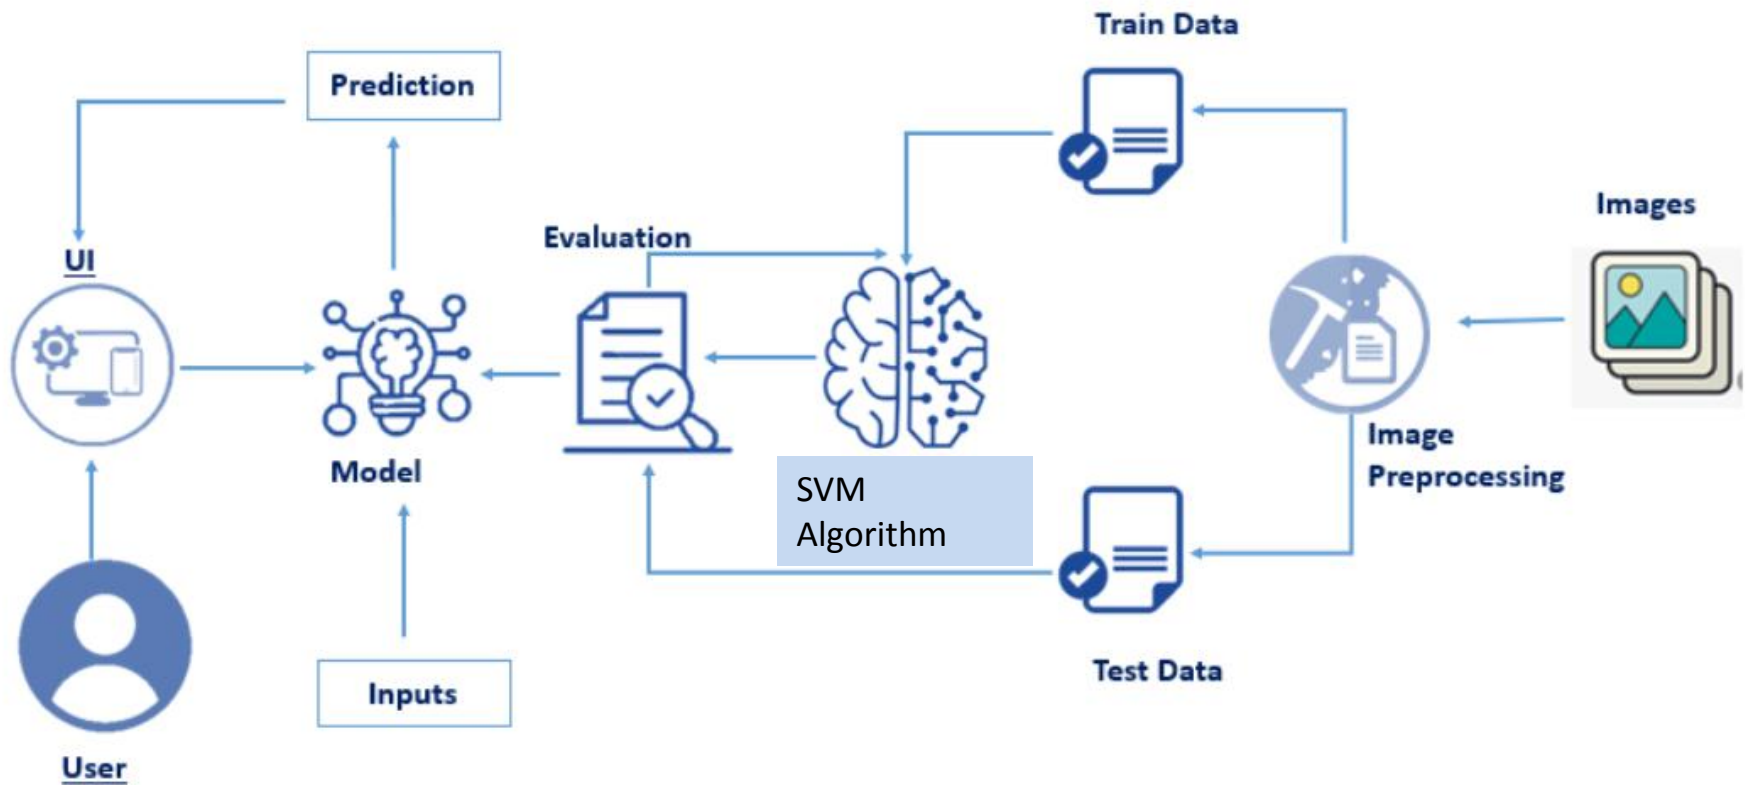 Train Data
Prediction
Images
Evaluation
UI
Image
Preprocessing
Model
SVM
Algorithm
Test Data
Inputs
User